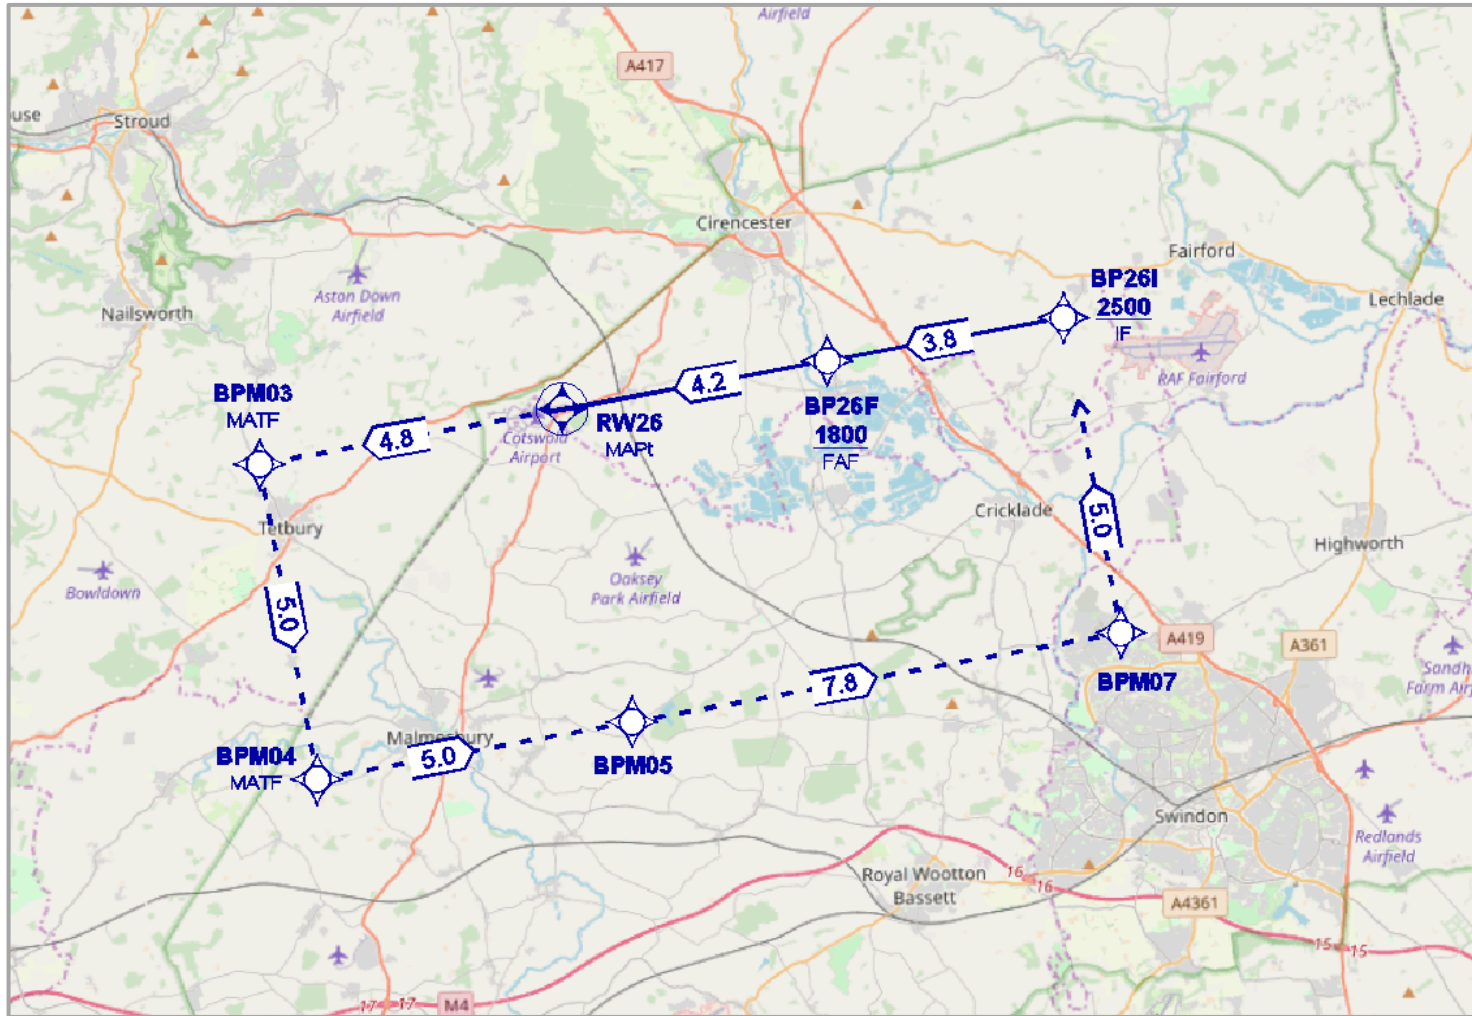 Airfield
A417
use
Stroud
Cirencester
Fairford
Aston Down
Airfield
Nailsworth
BP26I
2500
IF
Lechlade
3.8
RAF Fairford
4.2
BPM03
MATF
BP26F
1800
FAF
RW26
MAPt
4.8
Cotswold
Airport
Cricklade
5.0
Tetbury
Highworth
Oaksey
Park Airfield
Bowldown
5.0
A419
A361
Sandh
Farm Air
7.8
BPM07
Malmesbury
BPM04
MATF
5.0
BPM05
Swindon
Redlands
Airfield
Royal Wootton
Bassett
16
16
A4361
15
15
17
17
M4